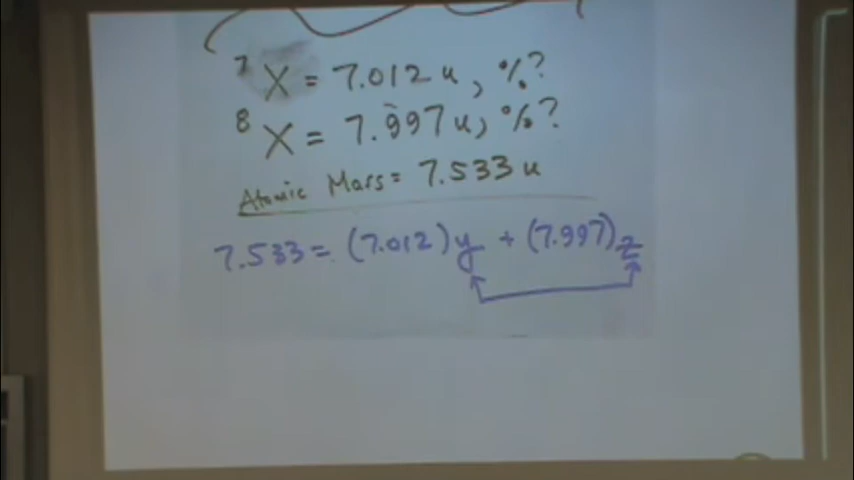 ⁷X = 7.012 u, %?
⁸X = 7.997 u, %?
Atomic Mass = 7.533 u
7.533 = (7.012)y + (7.997)z